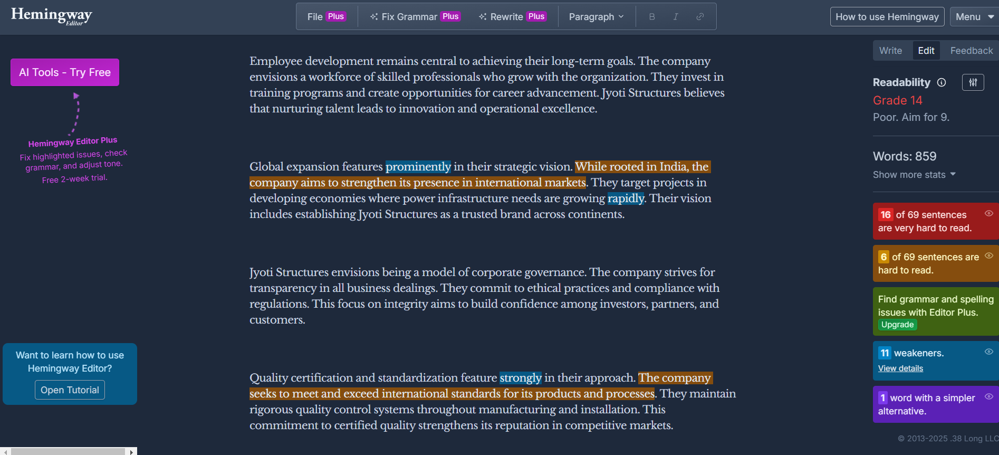 Hemingway
Editor
File Plus
Fix Grammar Plus
Rewrite Plus
Paragraph
B
I
How to use Hemingway
Menu
AI Tools - Try Free
Hemingway Editor Plus
Fix highlighted issues, check
grammar, and adjust tone.
Free 2-week trial.
Want to learn how to use
Hemingway Editor?
Open Tutorial
Employee development remains central to achieving their long-term goals. The company
envisions a workforce of skilled professionals who grow with the organization. They invest in
training programs and create opportunities for career advancement. Jyoti Structures believes
that nurturing talent leads to innovation and operational excellence.
Global expansion features prominently in their strategic vision. While rooted in India, the
company aims to strengthen its presence in international markets. They target projects in
developing economies where power infrastructure needs are growing rapidly. Their vision
includes establishing Jyoti Structures as a trusted brand across continents.
Jyoti Structures envisions being a model of corporate governance. The company strives for
transparency in all business dealings. They commit to ethical practices and compliance with
regulations. This focus on integrity aims to build confidence among investors, partners, and
customers.
Quality certification and standardization feature strongly in their approach. The company
seeks to meet and exceed international standards for its products and processes. They maintain
rigorous quality control systems throughout manufacturing and installation. This
commitment to certified quality strengthens its reputation in competitive markets.
Write
Edit
Feedback
Readability
Grade 14
Poor. Aim for 9.
Words: 859
Show more stats
16 of 69 sentences
are very hard to read.
6 of 69 sentences are
hard to read.
Find grammar and spelling
issues with Editor Plus.
Upgrade
11 weakeners.
View details
1 word with a simpler
alternative.
© 2013-2025 .38 Long LLC